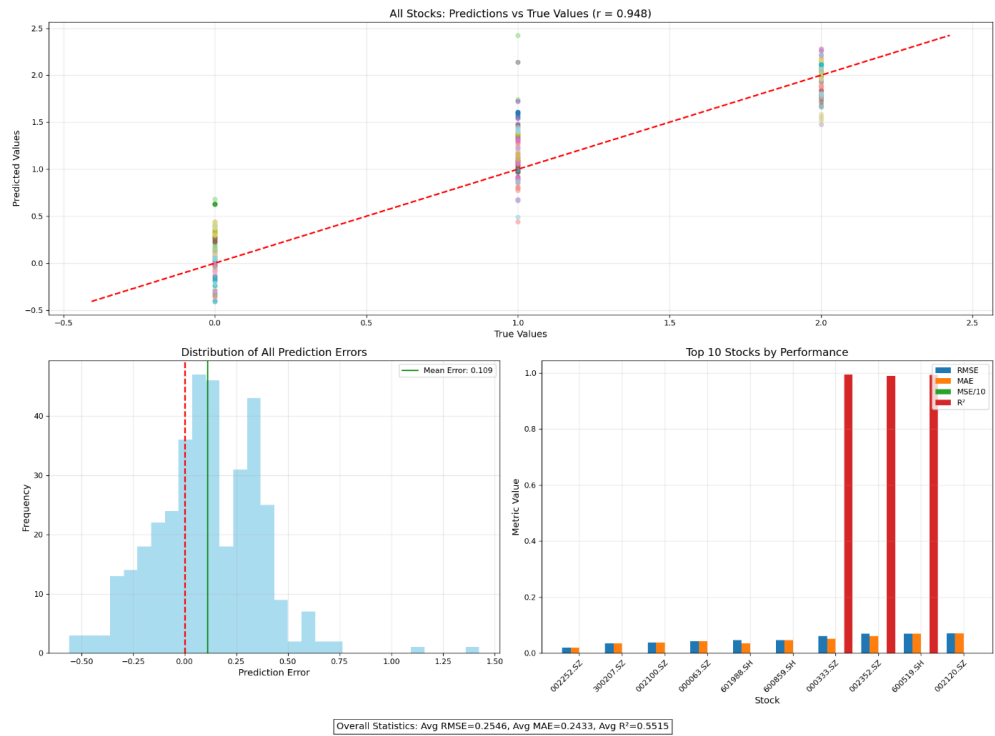 All Stocks: Predictions vs True Values (r = 0.948)
2.5
2.0
1.5
1.0
0.5
0.0
−0.5
Predicted Values
−0.5
0.0
0.5
1.0
1.5
2.0
2.5
True Values
Distribution of All Prediction Errors
Mean Error: 0.109
40
30
20
10
0
Frequency
−0.50
−0.25
0.00
0.25
0.50
0.75
1.00
1.25
1.50
Prediction Error
Top 10 Stocks by Performance
RMSE
MAE
MSE/10
R²
1.0
0.8
0.6
0.4
0.2
0.0
Metric Value
002252.SZ
300207.SZ
002100.SZ
000063.SZ
601988.SH
600859.SH
000333.SZ
002352.SZ
600519.SH
002120.SZ
Stock
Overall Statistics: Avg RMSE=0.2546, Avg MAE=0.2433, Avg R²=0.5515